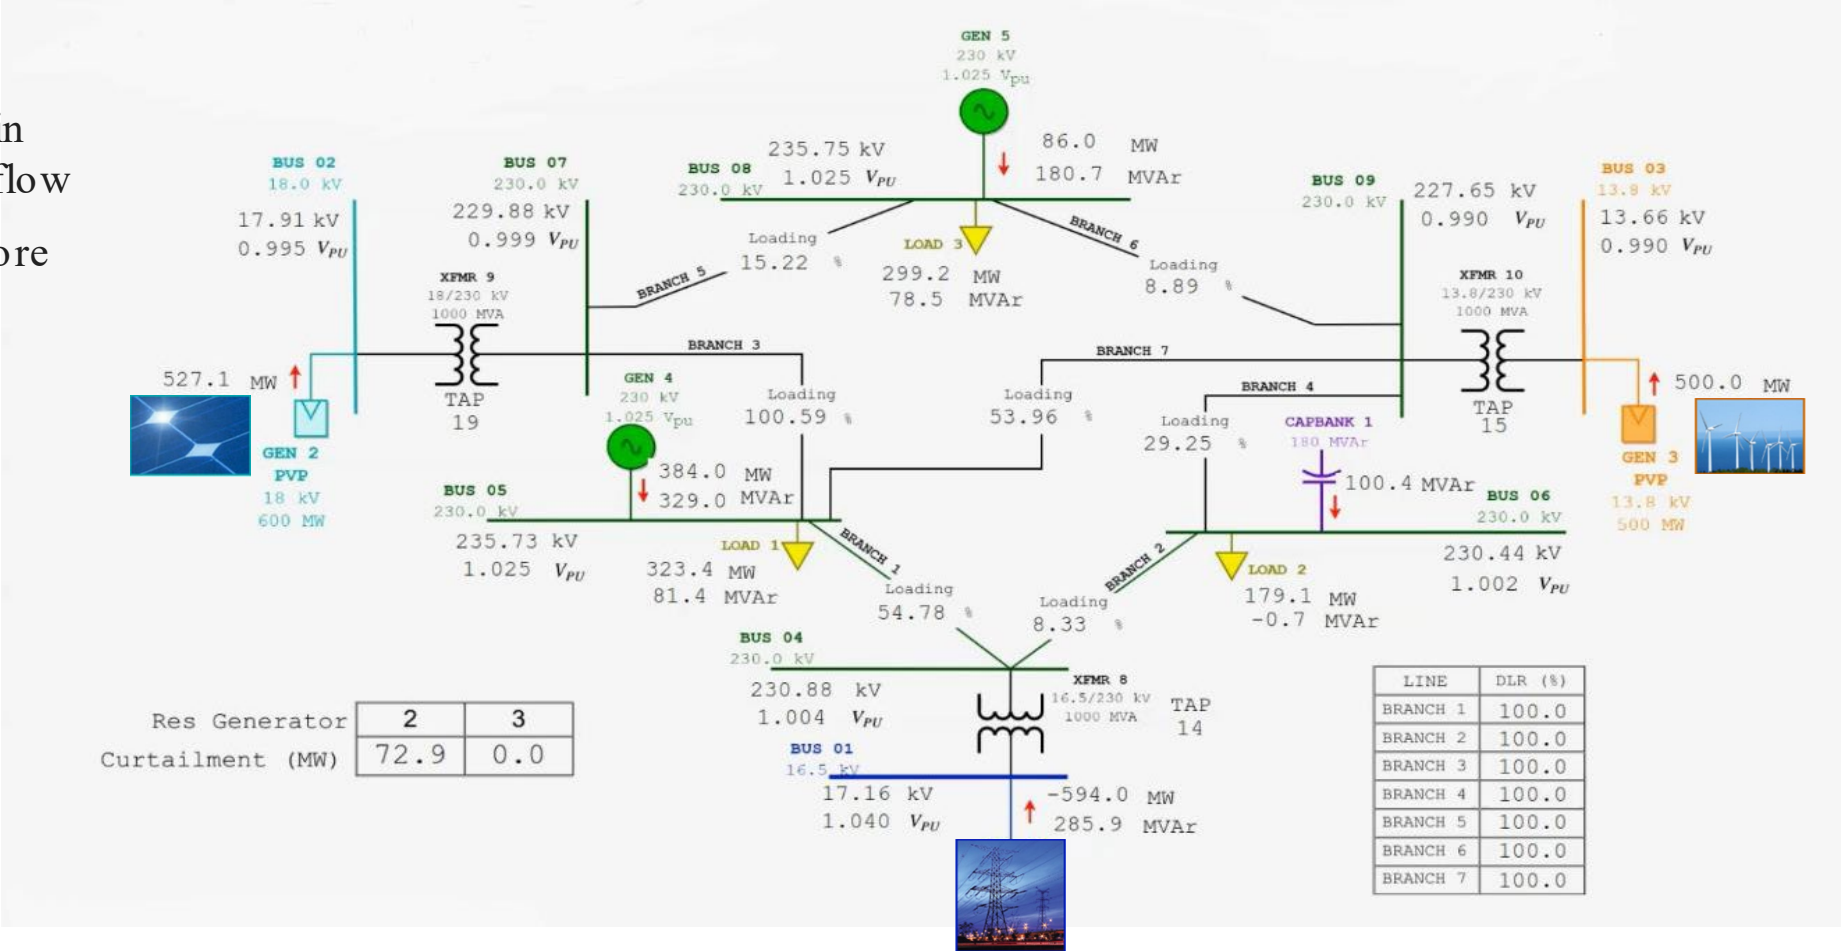 in
flow
ore
GEN 5
230 kV
1.025 Vpu
86.0 MW
180.7 MVAr
235.75 kV
1.025 VPU
BUS 08
230.0 kV
BUS 02
18.0 kV
17.91 kV
0.995 VPU
BUS 07
230.0 kV
229.88 kV
0.999 VPU
BUS 09
230.0 kV
227.65 kV
0.990 VPU
BUS 03
13.8 kV
13.66 kV
0.990 VPU
Loading
15.22 %
BRANCH 5
LOAD 3
299.2 MW
78.5 MVAr
BRANCH 6
Loading
8.89 %
XFMR 9
18/230 kV
1000 MVA
TAP
19
XFMR 10
13.8/230 kV
1000 MVA
TAP
15
BRANCH 3
Loading
100.59 %
BRANCH 7
Loading
53.96 %
BRANCH 4
Loading
29.25 %
527.1 MW
GEN 2
PVP
18 kV
600 MW
GEN 4
230 kV
1.025 Vpu
384.0 MW
329.0 MVAr
CAPBANK 1
180 MVAr
100.4 MVAr
500.0 MW
GEN 3
PVP
13.8 kV
500 MW
BUS 05
230.0 kV
235.73 kV
1.025 VPU
LOAD 1
323.4 MW
81.4 MVAr
BRANCH 1
Loading
54.78 %
BRANCH 2
Loading
8.33 %
LOAD 2
179.1 MW
-0.7 MVAr
BUS 06
230.0 kV
230.44 kV
1.002 VPU
BUS 04
230.0 kV
230.88 kV
1.004 VPU
XFMR 8
16.5/230 kV
1000 MVA
TAP
14
BUS 01
16.5 kV
17.16 kV
1.040 VPU
-594.0 MW
285.9 MVAr
Res Generator 2 3
Curtailment (MW) 72.9 0.0
LINE DLR (%)
BRANCH 1 100.0
BRANCH 2 100.0
BRANCH 3 100.0
BRANCH 4 100.0
BRANCH 5 100.0
BRANCH 6 100.0
BRANCH 7 100.0